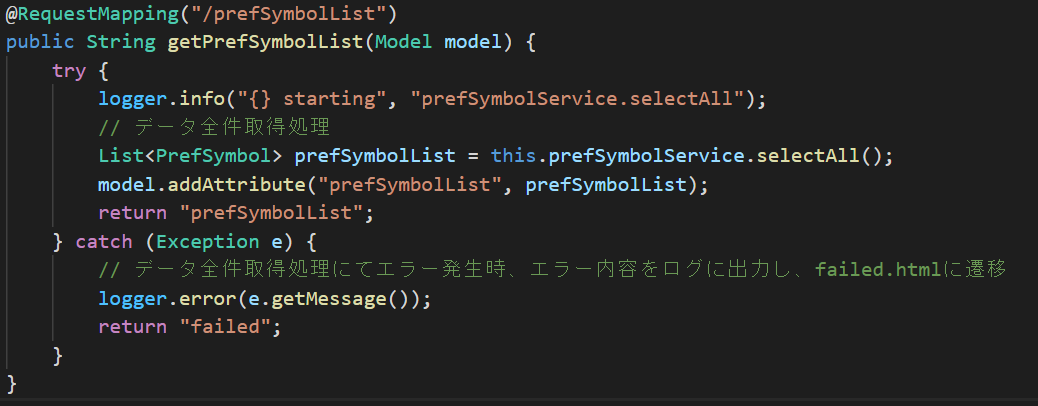 @RequestMapping("/prefSymbolList")
public String getPrefSymbolList(Model model) {
try {
logger.info("{} starting", "prefSymbolService.selectAll");
// データ全件取得処理
List<PrefSymbol> prefSymbolList = this.prefSymbolService.selectAll();
model.addAttribute("prefSymbolList", prefSymbolList);
return "prefSymbolList";
} catch (Exception e) {
// データ全件取得処理にてエラー発生時、エラー内容をログに出力し、failed.htmlに遷移
logger.error(e.getMessage());
return "failed";
}
}